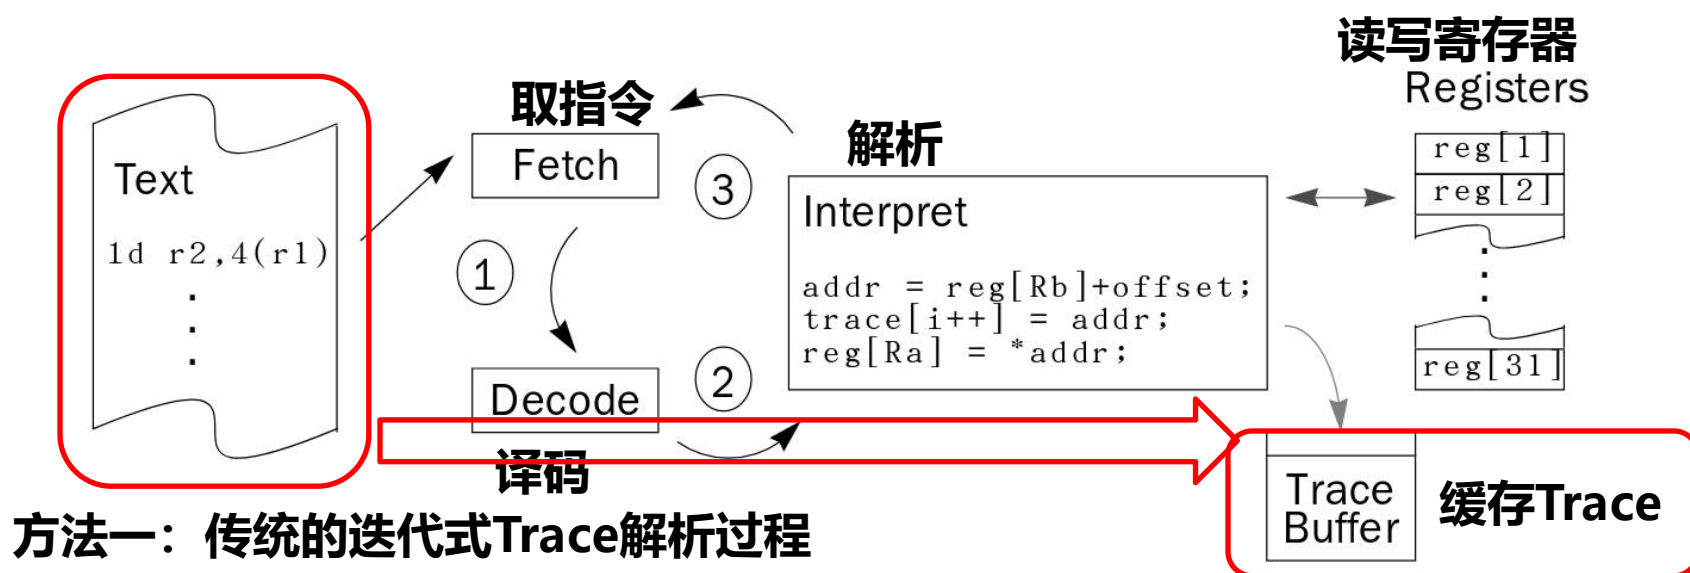 读写寄存器
Registers
取指令
Fetch
解析
Text
ld r2,4(r1)
.
.
.
①
③
②
Interpret
addr = reg[Rb]+offset;
trace[i++] = addr;
reg[Ra] = *addr;
reg[1]
reg[2]
.
.
.
reg[31]
Decode
译码
Trace
Buffer
缓存Trace
方法一：传统的迭代式Trace解析过程